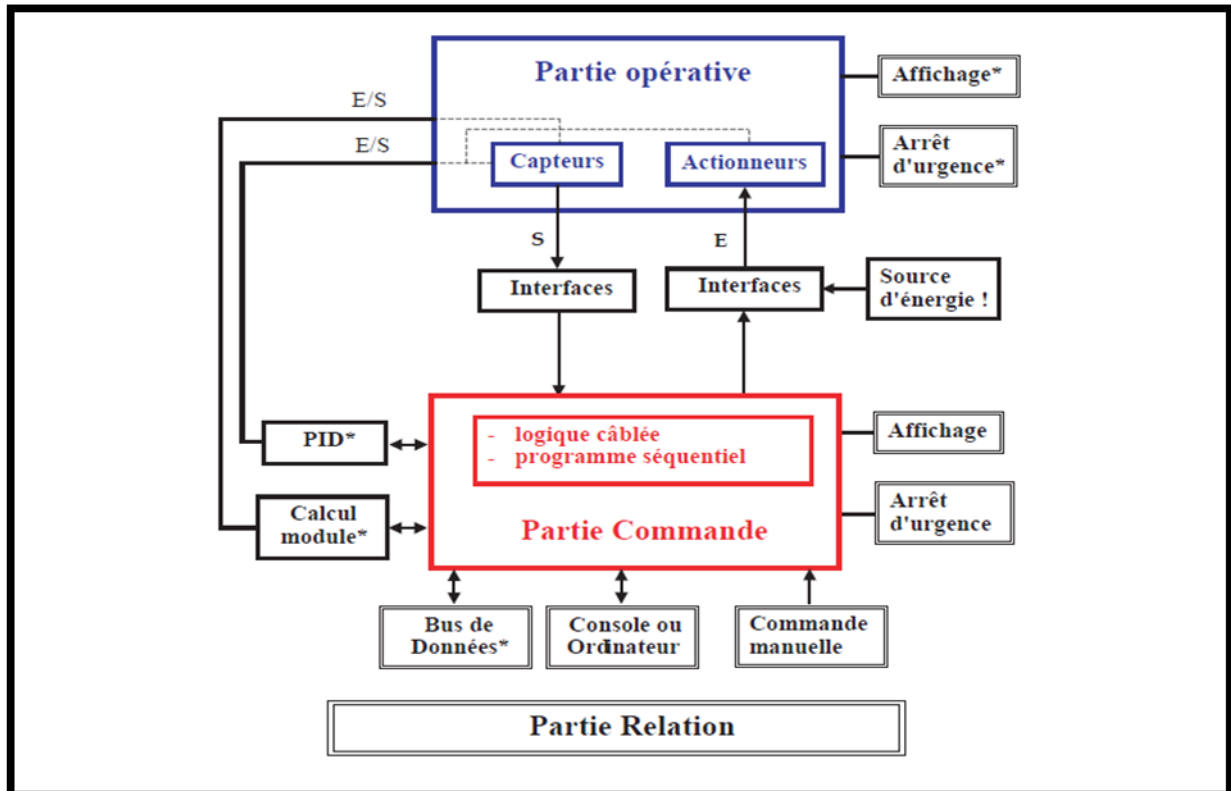 Partie opérative
Affichage*
E/S
E/S
Arrêt
d'urgence*
Capteurs
Actionneurs
S
E
Interfaces
Interfaces
Source
d'énergie !
- logique câblée
- programme séquentiel
Affichage
PID*
Calcul
module*
Partie Commande
Arrêt
d'urgence
Bus de
Données*
Console ou
Ordinateur
Commande
manuelle
Partie Relation